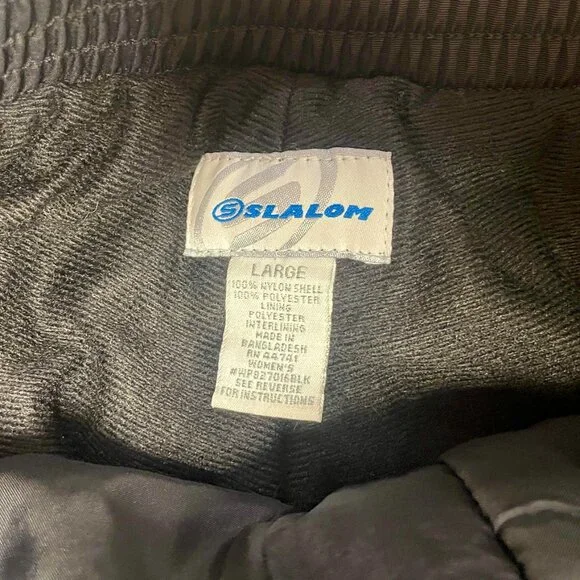 SLALOM
LARGE
100% NYLON SHELL
100% POLYESTER
LINING
POLYESTER
INTERLINING
MADE IN
BANGLADESH
RN 44741
WOMEN'S
#WPB27016BLK
SEE REVERSE
FOR INSTRUCTIONS